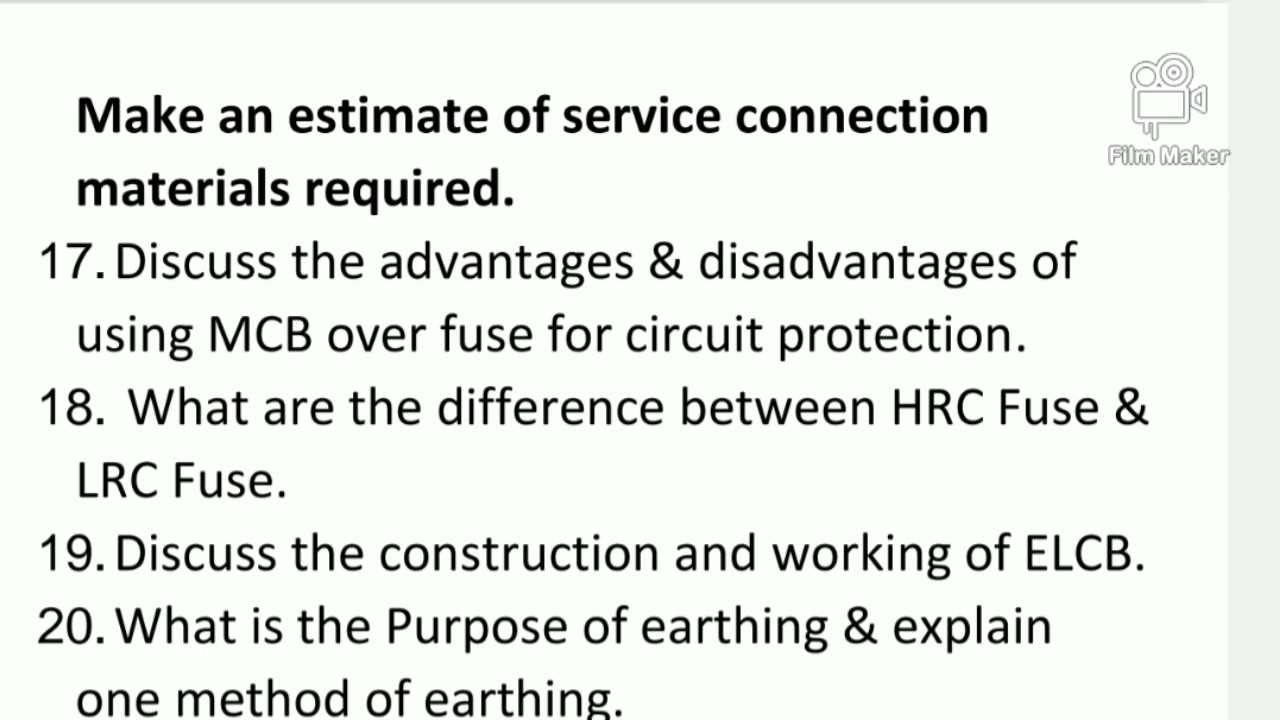 Make an estimate of service connection
materials required.
17. Discuss the advantages & disadvantages of
using MCB over fuse for circuit protection.
18. What are the difference between HRC Fuse &
LRC Fuse.
19. Discuss the construction and working of ELCB.
20. What is the Purpose of earthing & explain
one method of earthing.
Film Maker